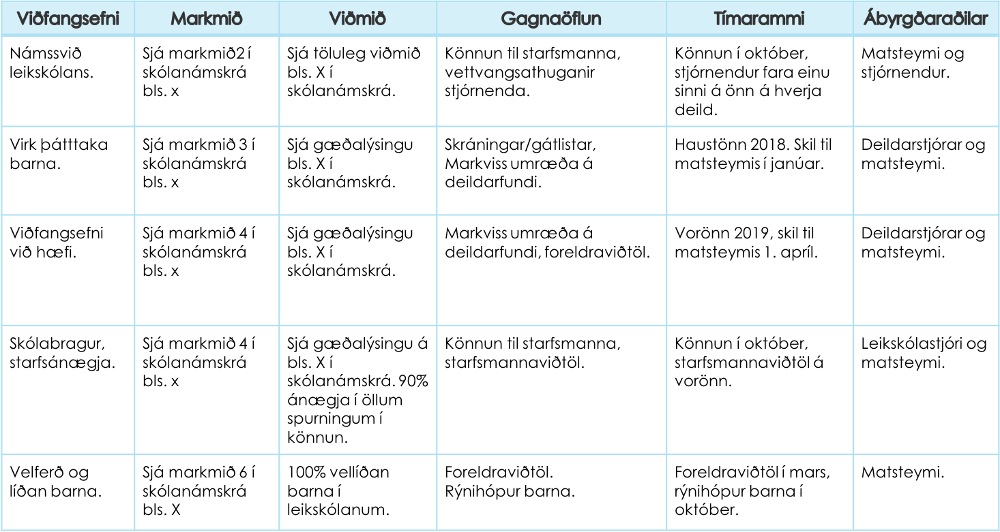 Viðfangsefni
Markmið
Viðmið
Gagnaöflun
Tímarammi
Ábyrgðaraðilar
Námssvið
leikskólans.
Sjá markmið2 í
skólanámskrá
bls. x
Sjá töluleg viðmið
bls. X í
skólanámskrá.
Könnun til starfsmanna,
vettvangsathuganir
stjórnenda.
Könnun í október,
stjórnendur fara einu
sinni á önn á hverja
deild.
Matsteymi og
stjórnendur.
Virk þátttaka
barna.
Sjá markmið 3 í
skólanámskrá
bls. x
Sjá gæðalýsingu
bls. X í
skólanámskrá.
Skráningar/gátlistar,
Markviss umræða á
deildarfundi.
Haustönn 2018. Skil til
matsteymis í janúar.
Deildarstjórar og
matsteymi.
Viðfangsefni
við hæfi.
Sjá markmið 4 í
skólanámskrá
bls. x
Sjá gæðalýsingu
bls. X í
skólanámskrá.
Markviss umræða á
deildarfundi, foreldraviðtöl.
Vorönn 2019, skil til
matsteymis 1. apríl.
Deildarstjórar og
matsteymi.
Skólabragur,
starfsánægja.
Sjá markmið 4 í
skólanámskrá
bls. x
Sjá gæðalýsingu á
bls. X í
skólanámskrá. 90%
ánægja í öllum
spurningum í
könnun.
Könnun til starfsmanna,
starfsmannaviðtöl.
Könnun í október,
starfsmannaviðtöl á
vorönn.
Leikskólastjóri og
matsteymi.
Velferð og
líðan barna.
Sjá markmið 6 í
skólanámskrá
bls. X
100% vellíðan
barna í
leikskólanum.
Foreldraviðtöl.
Rýnihópur barna.
Foreldraviðtöl í mars,
rýnihópur barna í
október.
Matsteymi.